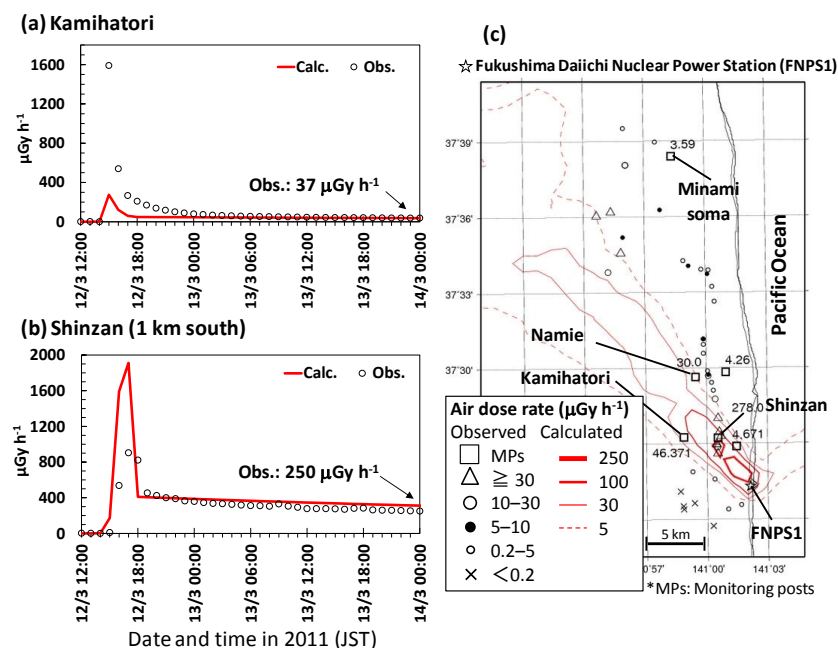 (a) Kamihatori
1600
1200
800
400
0
μGy h-1
Calc.
Obs.
Obs.: 37 μGy h-1
12/3 12:00
12/3 18:00
13/3 00:00
13/3 06:00
13/3 12:00
13/3 18:00
14/3 00:00
(b) Shinzan (1 km south)
2000
1600
1200
800
400
0
μGy h-1
Calc.
Obs.
Obs.: 250 μGy h-1
12/3 12:00
12/3 18:00
13/3 00:00
13/3 06:00
13/3 12:00
13/3 18:00
14/3 00:00
Date and time in 2011 (JST)
(c)
☆ Fukushima Daiichi Nuclear Power Station (FNPS1)
37°39'
37°36'
37°33'
37°30'
3.59
Minami
soma
Pacific Ocean
Namie
30.0
4.26
Kamihatori
Shinzan
278.0
4.671
46.371
FNPS1
Air dose rate (μGy h-1)
Observed Calculated
MPs
≧ 30
10–30
5–10
0.2–5
<0.2
250
100
30
5
5 km
0°57'
141°00'
141°03'
*MPs: Monitoring posts